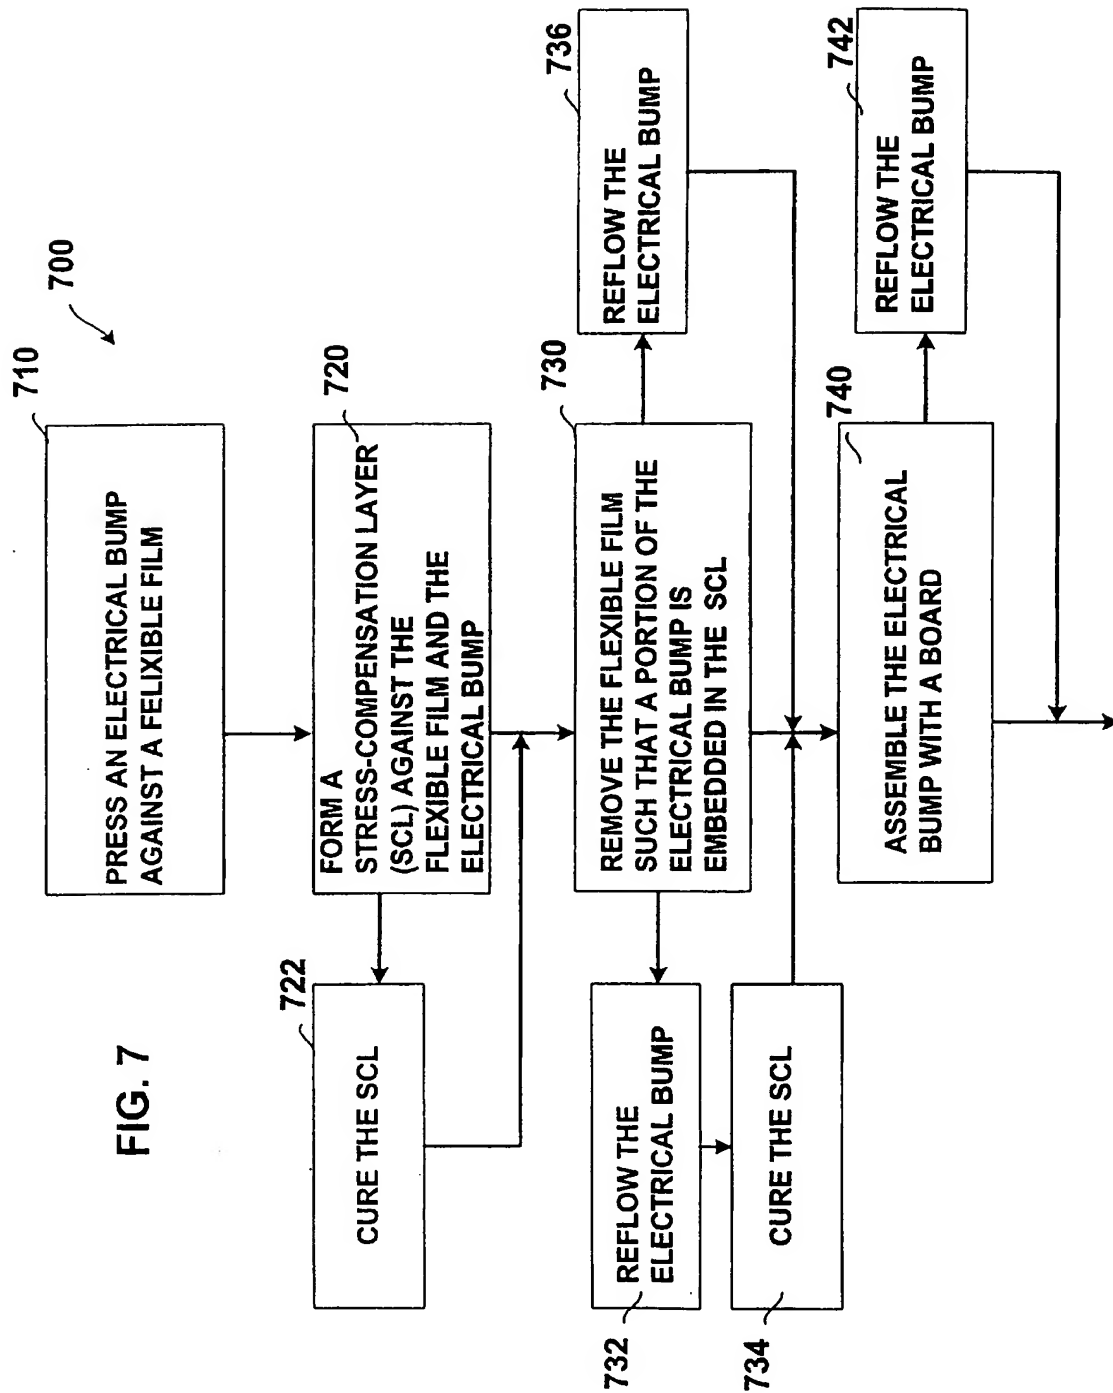 FIG. 7
700
710
PRESS AN ELECTRICAL BUMP
AGAINST A FELIXIBLE FILM
720
FORM A
STRESS-COMPENSATION LAYER
(SCL) AGAINST THE
FLEXIBLE FILM AND THE
ELECTRICAL BUMP
722
CURE THE SCL
730
REMOVE THE FLEXIBLE FILM
SUCH THAT A PORTION OF THE
ELECTRICAL BUMP IS
EMBEDDED IN THE SCL
732
REFLOW THE
ELECTRICAL BUMP
734
CURE THE SCL
736
REFLOW THE
ELECTRICAL BUMP
740
ASSEMBLE THE ELECTRICAL
BUMP WITH A BOARD
742
REFLOW THE
ELECTRICAL BUMP